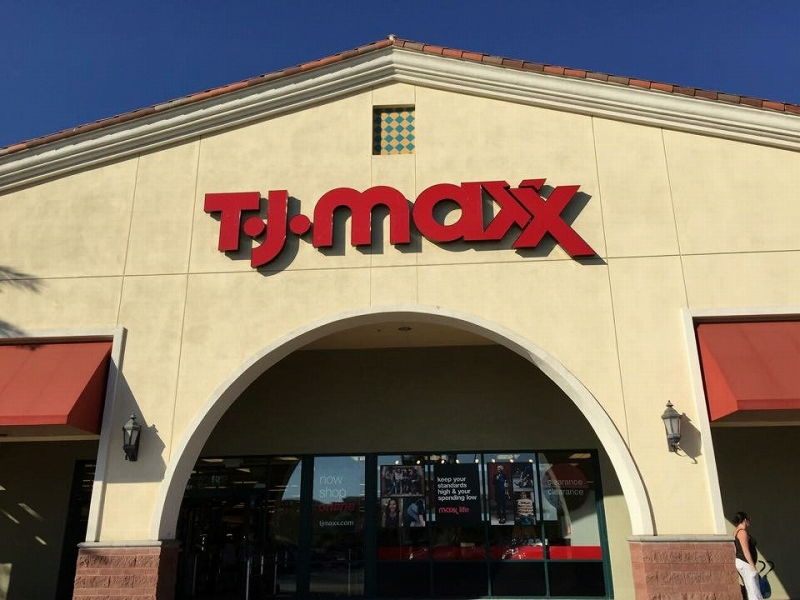 T·J·maxx
now
shop
online
tjmaxx.com
keep your
standards
high & your
spending low
maxx life
clearance
clearance